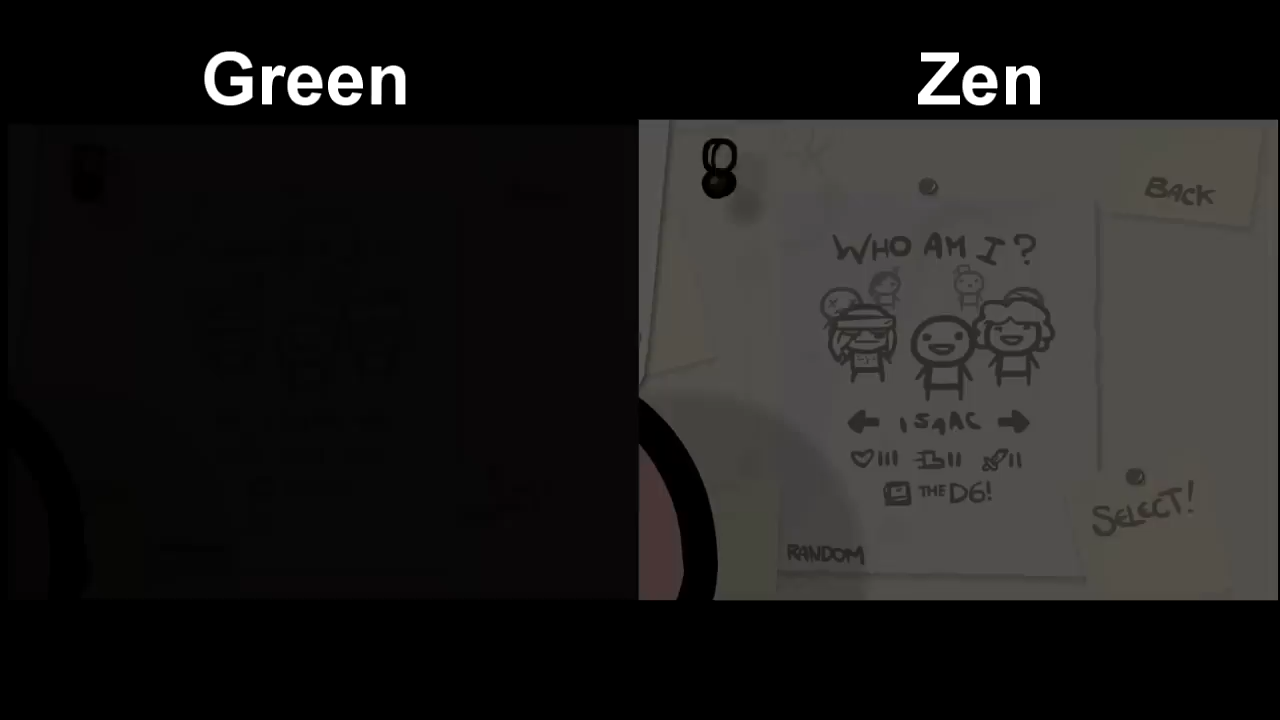 Green
Zen
BACK
WHO AM I?
ISAAC
THE D6!
SELECT!
RANDOM